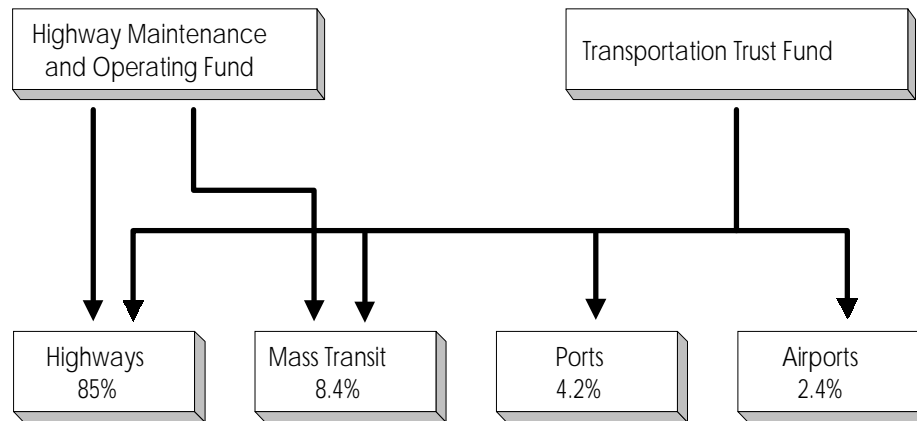 Highway Maintenance
and Operating Fund
Transportation Trust Fund
Highways
85%
Mass Transit
8.4%
Ports
4.2%
Airports
2.4%